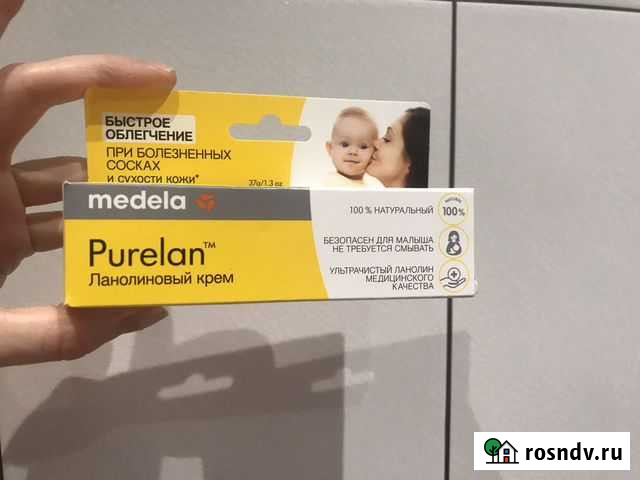 БЫСТРОЕ
ОБЛЕГЧЕНИЕ
ПРИ БОЛЕЗНЕННЫХ
СОСКАХ
И СУХОСТИ КОЖИ*
37g/1.3 oz
medela
Purelan™
Ланолиновый крем
100 % НАТУРАЛЬНЫЙ
100%
БЕЗОПАСЕН ДЛЯ МАЛЫША
НЕ ТРЕБУЕТСЯ СМЫВАТЬ
УЛЬТРАЧИСТЫЙ ЛАНОЛИН
МЕДИЦИНСКОГО
КАЧЕСТВА
rosndv.ru